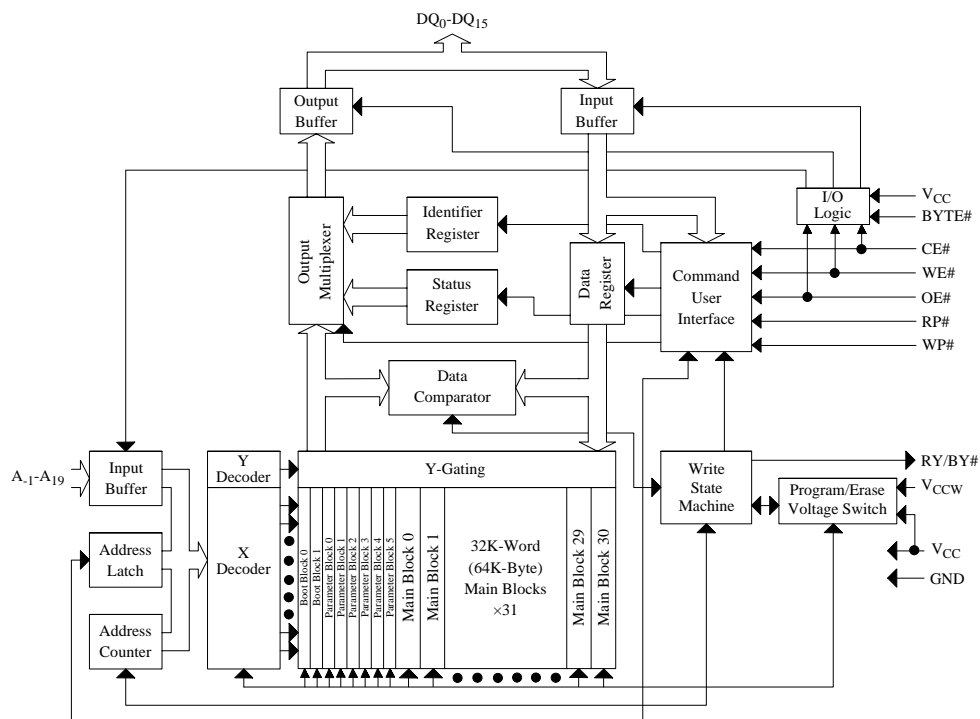 DQ0-DQ15
Output
Buffer
Input
Buffer
I/O
Logic
VCC
BYTE#
CE#
WE#
OE#
RP#
WP#
Output
Multiplexer
Identifier
Register
Status
Register
Data
Register
Command
User
Interface
Data
Comparator
A-1-A19
Input
Buffer
Y
Decoder
Y-Gating
Write
State
Machine
RY/BY#
Program/Erase
Voltage Switch
VCCW
VCC
GND
Address
Latch
Address
Counter
X
Decoder
Boot Block 0
Boot Block 1
Parameter Block 0
Parameter Block 1
Parameter Block 2
Parameter Block 3
Parameter Block 4
Parameter Block 5
Main Block 0
Main Block 1
32K-Word
(64K-Byte)
Main Blocks
×31
Main Block 29
Main Block 30